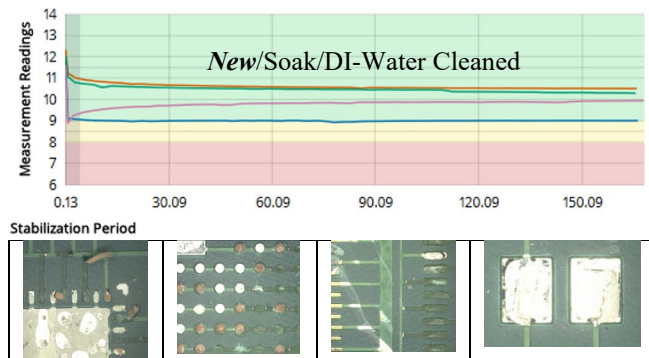 14
13
12
11
10
9
8
7
6
Measurement Readings
New/Soak/DI-Water Cleaned
0.13 30.09 60.09 90.09 120.09 150.09
Stabilization Period